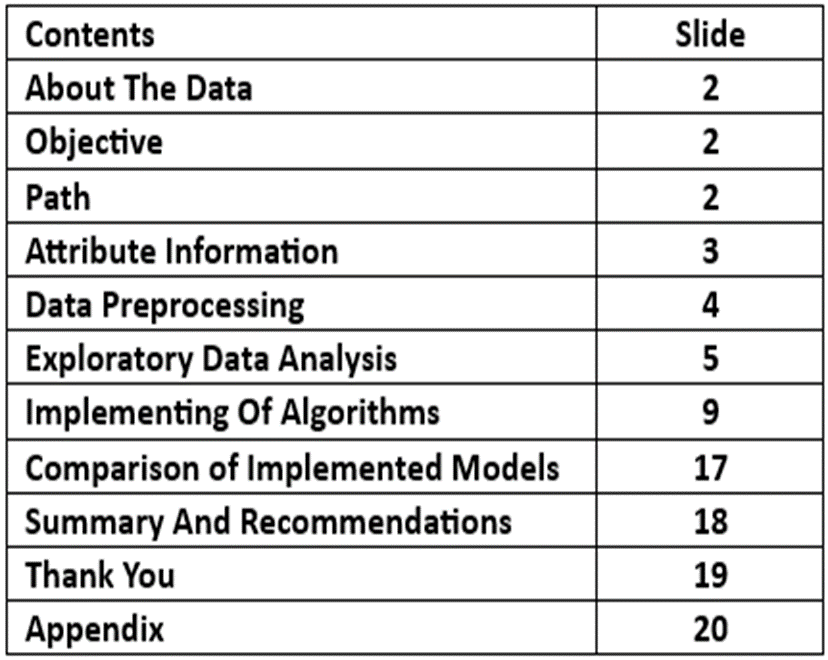 Contents Slide
About The Data 2
Objective 2
Path 2
Attribute Information 3
Data Preprocessing 4
Exploratory Data Analysis 5
Implementing Of Algorithms 9
Comparison of Implemented Models 17
Summary And Recommendations 18
Thank You 19
Appendix 20